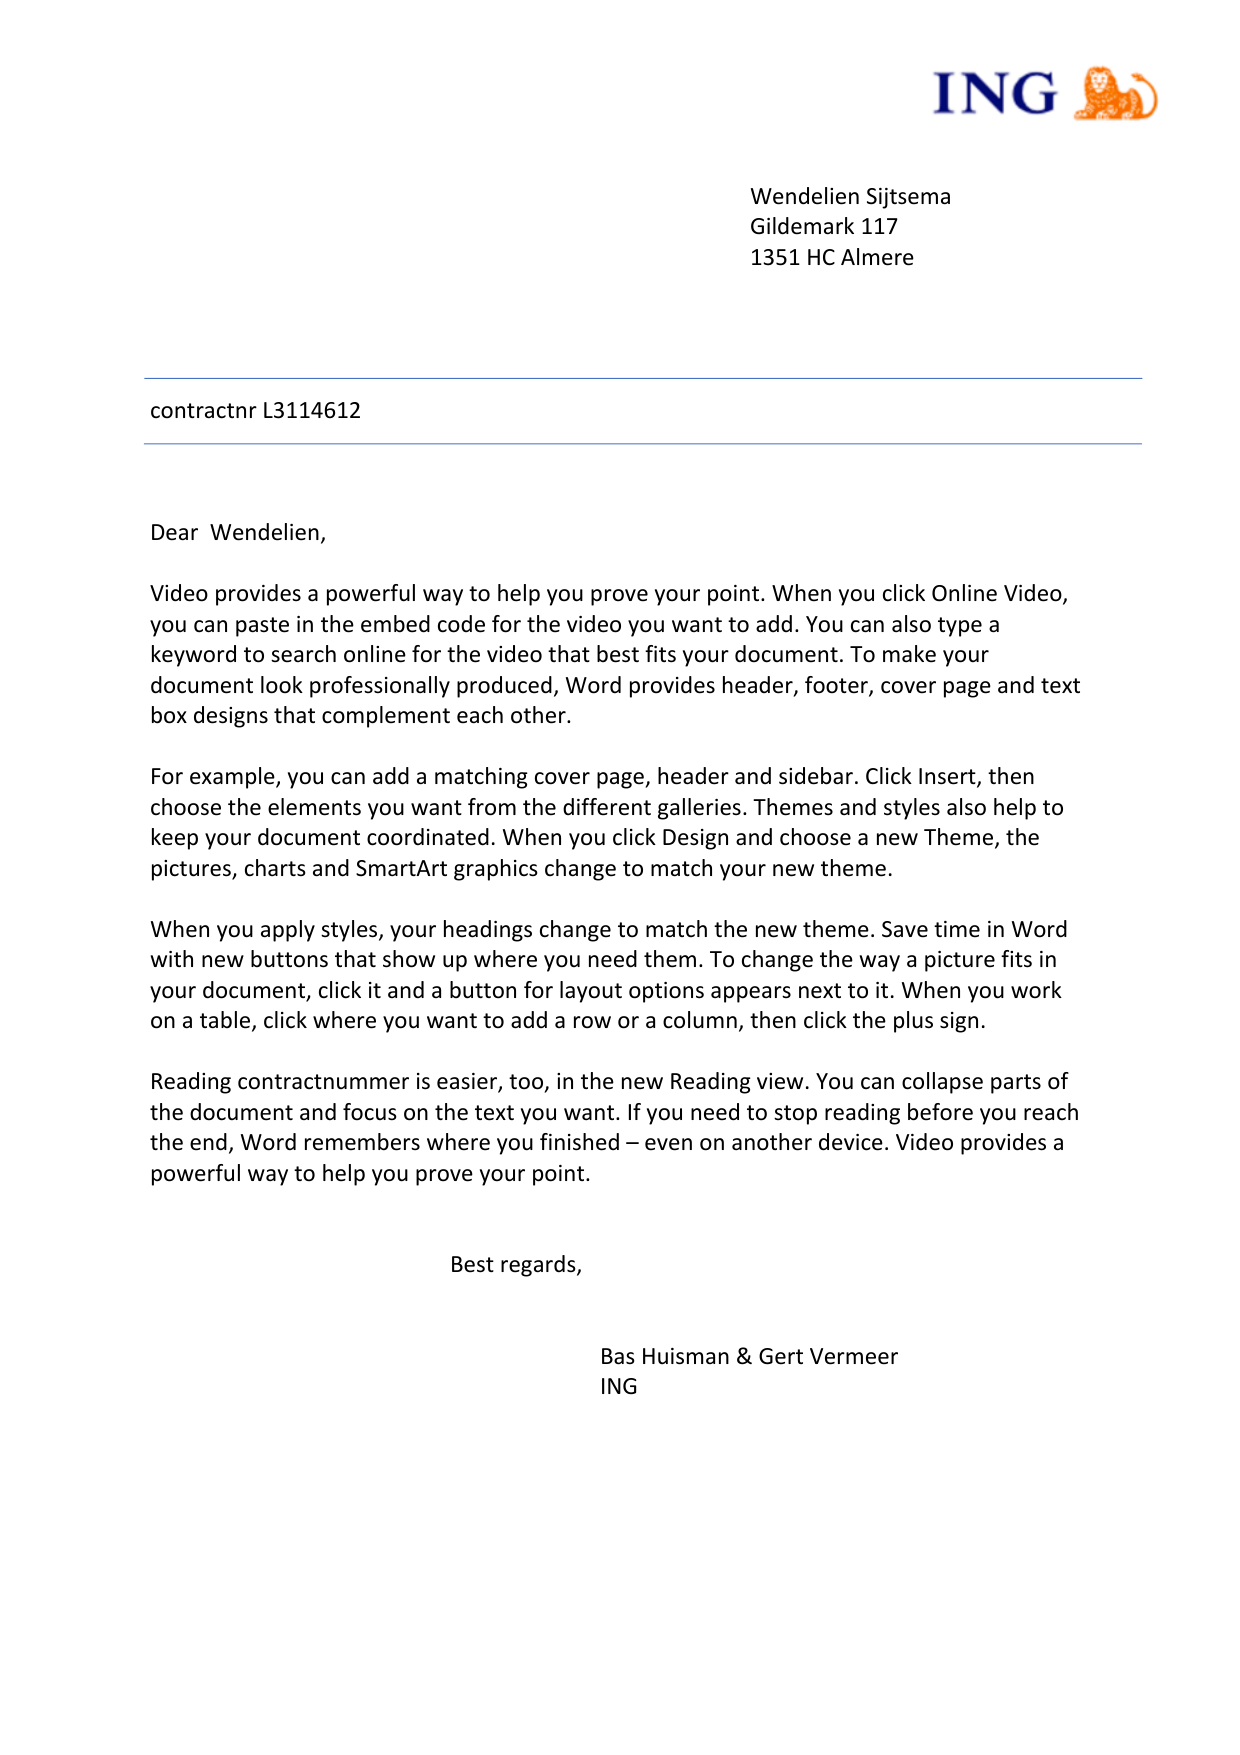 ING
Wendelien Sijtsema
Gildemark 117
1351 HC Almere
contractnr L3114612
Dear  Wendelien,
Video provides a powerful way to help you prove your point. When you click Online Video,
you can paste in the embed code for the video you want to add. You can also type a
keyword to search online for the video that best fits your document. To make your
document look professionally produced, Word provides header, footer, cover page and text
box designs that complement each other.
For example, you can add a matching cover page, header and sidebar. Click Insert, then
choose the elements you want from the different galleries. Themes and styles also help to
keep your document coordinated. When you click Design and choose a new Theme, the
pictures, charts and SmartArt graphics change to match your new theme.
When you apply styles, your headings change to match the new theme. Save time in Word
with new buttons that show up where you need them. To change the way a picture fits in
your document, click it and a button for layout options appears next to it. When you work
on a table, click where you want to add a row or a column, then click the plus sign.
Reading contractnummer is easier, too, in the new Reading view. You can collapse parts of
the document and focus on the text you want. If you need to stop reading before you reach
the end, Word remembers where you finished – even on another device. Video provides a
powerful way to help you prove your point.
Best regards,
Bas Huisman & Gert Vermeer
ING